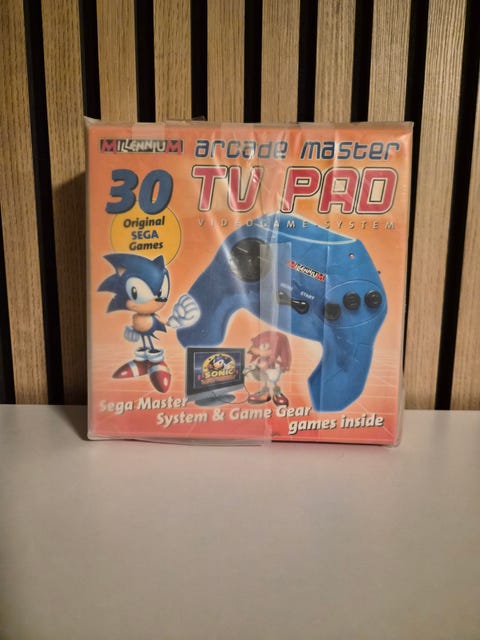 MILLENNIUM
arcade master
TV PAD
VIDEOGAME-SYSTEM
30
Original
SEGA
Games
MILLENNIUM
START
SONIC
Sega Master
System & Game Gear
games inside